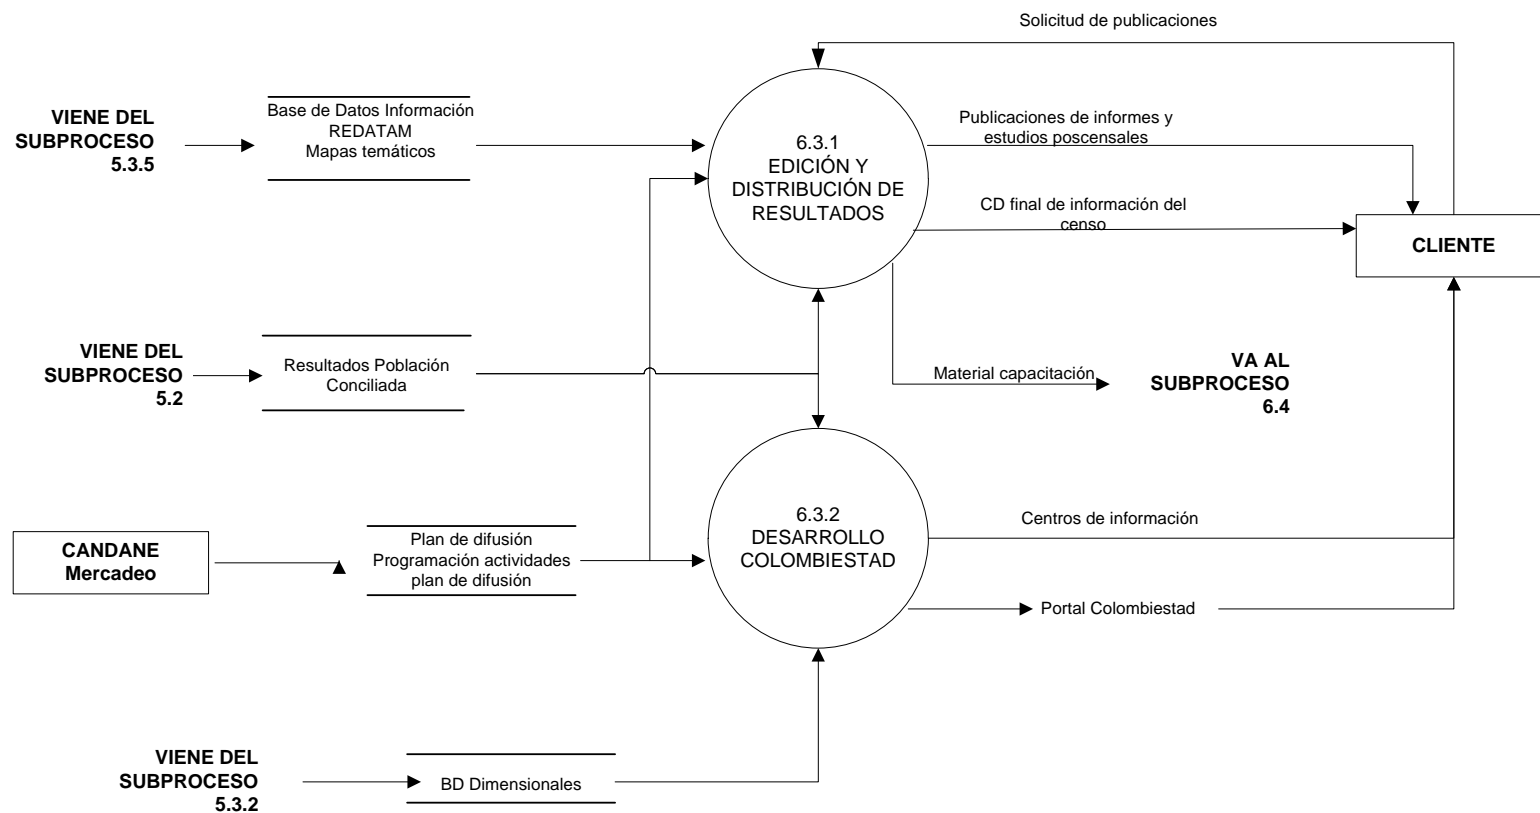 Solicitud de publicaciones
VIENE DEL
SUBPROCESO
5.3.5
Base de Datos Información
REDATAM
Mapas temáticos
6.3.1
EDICIÓN Y
DISTRIBUCIÓN DE
RESULTADOS
Publicaciones de informes y
estudios poscensales
CD final de información del
censo
CLIENTE
VIENE DEL
SUBPROCESO
5.2
Resultados Población
Conciliada
Material capacitación
VA AL
SUBPROCESO
6.4
CANDANE
Mercadeo
Plan de difusión
Programación actividades
plan de difusión
6.3.2
DESARROLLO
COLOMBIESTAD
Centros de información
Portal Colombiestad
VIENE DEL
SUBPROCESO
5.3.2
BD Dimensionales